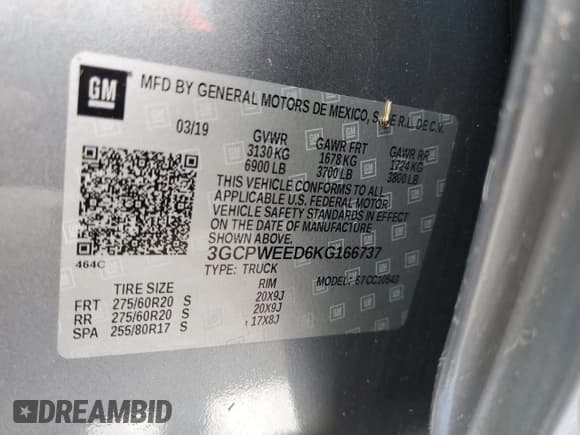 GM
MFD BY GENERAL MOTORS DE MEXICO, S. DE R.L. DE C.V.
03/19 GVWR GAWR FRT GAWR RR
3130 KG 1678 KG 1724 KG
6900 LB 3700 LB 3800 LB
THIS VEHICLE CONFORMS TO ALL
APPLICABLE U.S. FEDERAL MOTOR
VEHICLE SAFETY STANDARDS IN EFFECT
ON THE DATE OF MANUFACTURE
SHOWN ABOVE.
464C
3GCPWEED6KG166737
TYPE: TRUCK MODEL:
TIRE SIZE RIM
FRT 275/60R20 S 20X9J
RR 275/60R20 S 20X9J
SPA 255/80R17 S 17X8J
DREAMBID